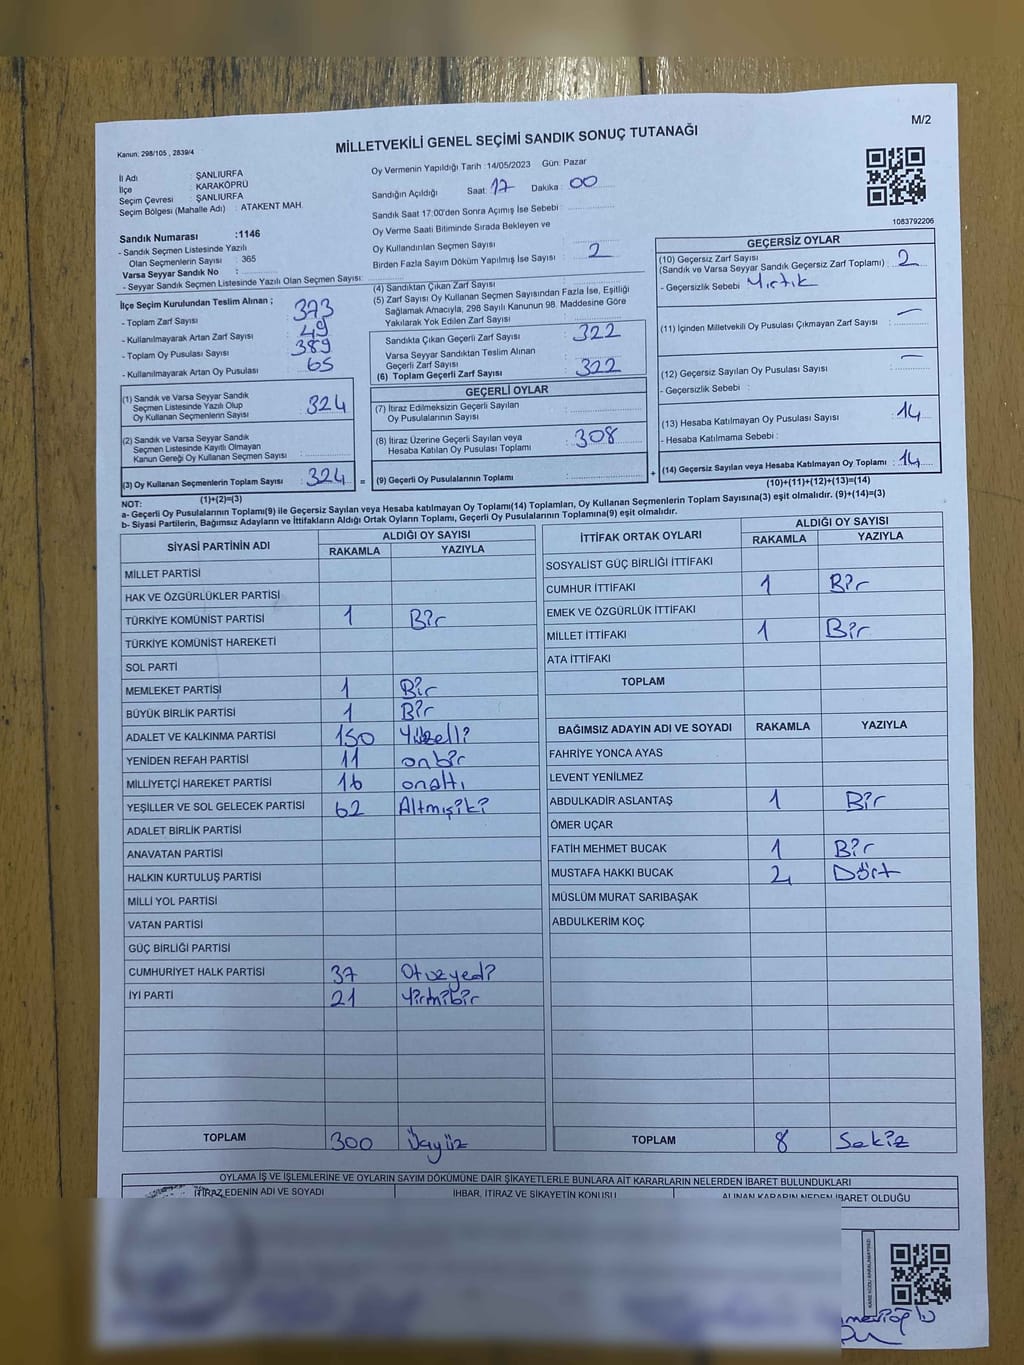 M/2
Kanun: 298/105 , 2839/4
MİLLETVEKİLİ GENEL SEÇİMİ SANDIK SONUÇ TUTANAĞI
İl Adı : ŞANLIURFA
İlçe : KARAKÖPRÜ
Seçim Çevresi : ŞANLIURFA
Seçim Bölgesi (Mahalle Adı) : ATAKENT MAH.
Sandık Numarası :1146
- Sandık Seçmen Listesinde Yazılı
Olan Seçmenlerin Sayısı : 365
Varsa Seyyar Sandık No :
- Seyyar Sandık Seçmen Listesinde Yazılı Olan Seçmen Sayısı:
Oy Vermenin Yapıldığı Tarih :14/05/2023 Gün: Pazar
Sandığın Açıldığı Saat: 17 Dakika : 00
Sandık Saat 17:00'den Sonra Açımış İse Sebebi :
Oy Verme Saati Bitiminde Sırada Bekleyen ve
Oy Kullandırılan Seçmen Sayısı : 2
Birden Fazla Sayım Döküm Yapılmış İse Sayısı :
1083792206
İlçe Seçim Kurulundan Teslim Alınan ;
- Toplam Zarf Sayısı : 373
- Kullanılmayarak Artan Zarf Sayısı : 49
- Toplam Oy Pusulası Sayısı : 389
- Kullanılmayarak Artan Oy Pusulası : 65
(1) Sandık ve Varsa Seyyar Sandık
Seçmen Listesinde Yazılı Olup
Oy Kullanan Seçmenlerin Sayısı : 324
(2) Sandık ve Varsa Seyyar Sandık
Seçmen Listesinde Kayıtlı Olmayan
Kanun Gereği Oy Kullanan Seçmen Sayısı :
(3) Oy Kullanan Seçmenlerin Toplam Sayısı : 324
(1)+(2)=(3)
(4) Sandıktan Çıkan Zarf Sayısı :
(5) Zarf Sayısı Oy Kullanan Seçmen Sayısından Fazla İse, Eşitliği
Sağlamak Amacıyla, 298 Sayılı Kanunun 98. Maddesine Göre
Yakılarak Yok Edilen Zarf Sayısı :
Sandıkta Çıkan Geçerli Zarf Sayısı : 322
Varsa Seyyar Sandıktan Teslim Alınan
Geçerli Zarf Sayısı :
(6) Toplam Geçerli Zarf Sayısı : 322
GEÇERLİ OYLAR
(7) İtiraz Edilmeksizin Geçerli Sayılan
Oy Pusulalarının Sayısı :
(8) İtiraz Üzerine Geçerli Sayılan veya
Hesaba Katılan Oy Pusulası Toplamı : 308
= (9) Geçerli Oy Pusulalarının Toplamı :
GEÇERSİZ OYLAR
(10) Geçersiz Zarf Sayısı
(Sandık ve Varsa Seyyar Sandık Geçersiz Zarf Toplamı) : 2
- Geçersizlik Sebebi : Yırtık
(11) İçinden Milletvekili Oy Pusulası Çıkmayan Zarf Sayısı : —
(12) Geçersiz Sayılan Oy Pusulası Sayısı : —
- Geçersizlik Sebebi :
(13) Hesaba Katılmayan Oy Pusulası Sayısı : 14
- Hesaba Katılmama Sebebi :
+ (14) Geçersiz Sayılan veya Hesaba Katılmayan Oy Toplamı : 14
(10)+(11)+(12)+(13)=(14)
NOT:
a- Geçerli Oy Pusulalarının Toplamı(9) ile Geçersiz Sayılan veya Hesaba katılmayan Oy Toplamı(14) Toplamları, Oy Kullanan Seçmenlerin Toplam Sayısına(3) eşit olmalıdır. (9)+(14)=(3)
b- Siyasi Partilerin, Bağımsız Adayların ve İttifakların Aldığı Ortak Oyların Toplamı, Geçerli Oy Pusulalarının Toplamına(9) eşit olmalıdır.
SİYASİ PARTİNİN ADI ALDIĞI OY SAYISI
RAKAMLA YAZIYLA
MİLLET PARTİSİ
HAK VE ÖZGÜRLÜKLER PARTİSİ
TÜRKİYE KOMÜNİST PARTİSİ 1 Bir
TÜRKİYE KOMÜNİST HAREKETİ
SOL PARTİ
MEMLEKET PARTİSİ 1 Bir
BÜYÜK BİRLİK PARTİSİ 1 Bir
ADALET VE KALKINMA PARTİSİ 150 Yüzelli
YENİDEN REFAH PARTİSİ 11 onbir
MİLLİYETÇİ HAREKET PARTİSİ 16 onaltı
YEŞİLLER VE SOL GELECEK PARTİSİ 62 Altmışiki
ADALET BİRLİK PARTİSİ
ANAVATAN PARTİSİ
HALKIN KURTULUŞ PARTİSİ
MİLLİ YOL PARTİSİ
VATAN PARTİSİ
GÜÇ BİRLİĞİ PARTİSİ
CUMHURİYET HALK PARTİSİ 37 Otuzyedi
İYİ PARTİ 21 Yirmibir
TOPLAM 300 Üçyüz
İTTİFAK ORTAK OYLARI ALDIĞI OY SAYISI
RAKAMLA YAZIYLA
SOSYALİST GÜÇ BİRLİĞİ İTTİFAKI
CUMHUR İTTİFAKI 1 Bir
EMEK VE ÖZGÜRLÜK İTTİFAKI
MİLLET İTTİFAKI 1 Bir
ATA İTTİFAKI
TOPLAM
BAĞIMSIZ ADAYIN ADI VE SOYADI RAKAMLA YAZIYLA
FAHRİYE YONCA AYAS
LEVENT YENİLMEZ
ABDULKADİR ASLANTAŞ 1 Bir
ÖMER UÇAR
FATİH MEHMET BUCAK 1 Bir
MUSTAFA HAKKI BUCAK 4 Dört
MÜSLÜM MURAT SARIBAŞAK
ABDULKERİM KOÇ
TOPLAM 8 Sekiz
OYLAMA İŞ VE İŞLEMLERİNE VE OYLARIN SAYIM DÖKÜMÜNE DAİR ŞİKAYETLERLE BUNLARA AİT KARARLARIN NELERDEN İBARET BULUNDUKLARI
İTİRAZ EDENİN ADI VE SOYADI İHBAR, İTİRAZ VE ŞİKAYETİN KONUSU ALINAN KARARIN NEDEN İBARET OLDUĞU